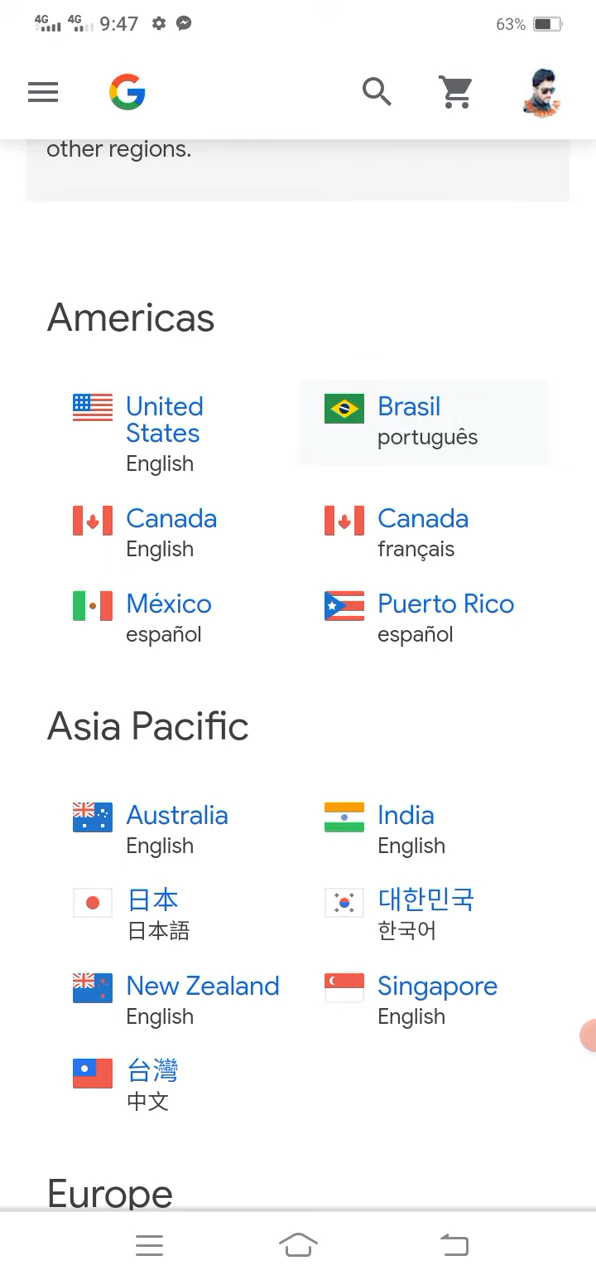 4G 4G 9:47 63%
other regions.
Americas
United States
English
Brasil
português
Canada
English
Canada
français
México
español
Puerto Rico
español
Asia Pacific
Australia
English
India
English
日本
日本語
대한민국
한국어
New Zealand
English
Singapore
English
台灣
中文
Europe